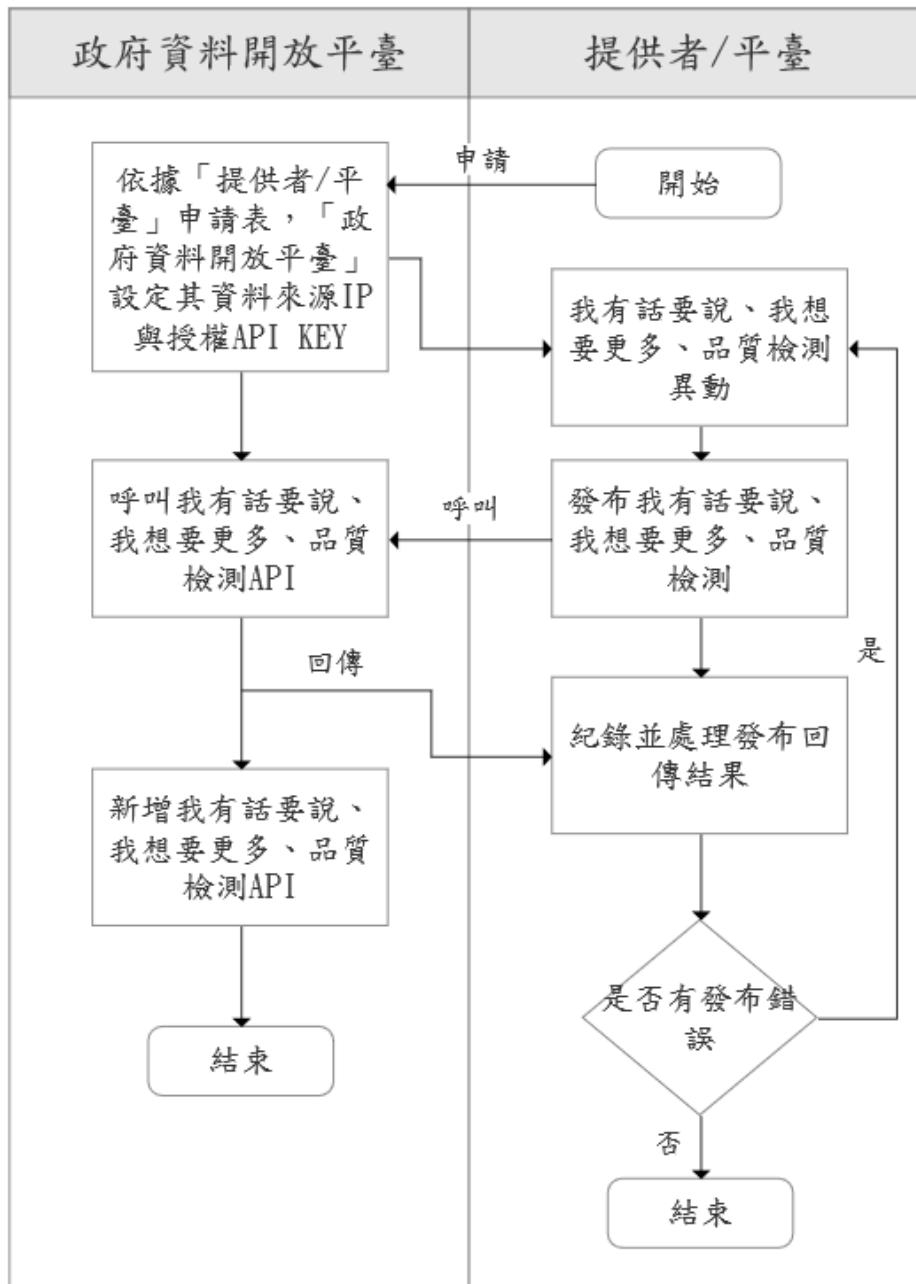 政府資料開放平臺
提供者/平臺
申請
開始
依據「提供者/平
臺」申請表，「政
府資料開放平臺」
設定其資料來源IP
與授權API KEY
我有話要說、我想
要更多、品質檢測
異動
呼叫我有話要說、
我想要更多、品質
檢測API
呼叫
發布我有話要說、
我想要更多、品質
檢測
回傳
是
紀錄並處理發布回
傳結果
新增我有話要說、
我想要更多、品質
檢測API
是否有發布錯
誤
結束
否
結束